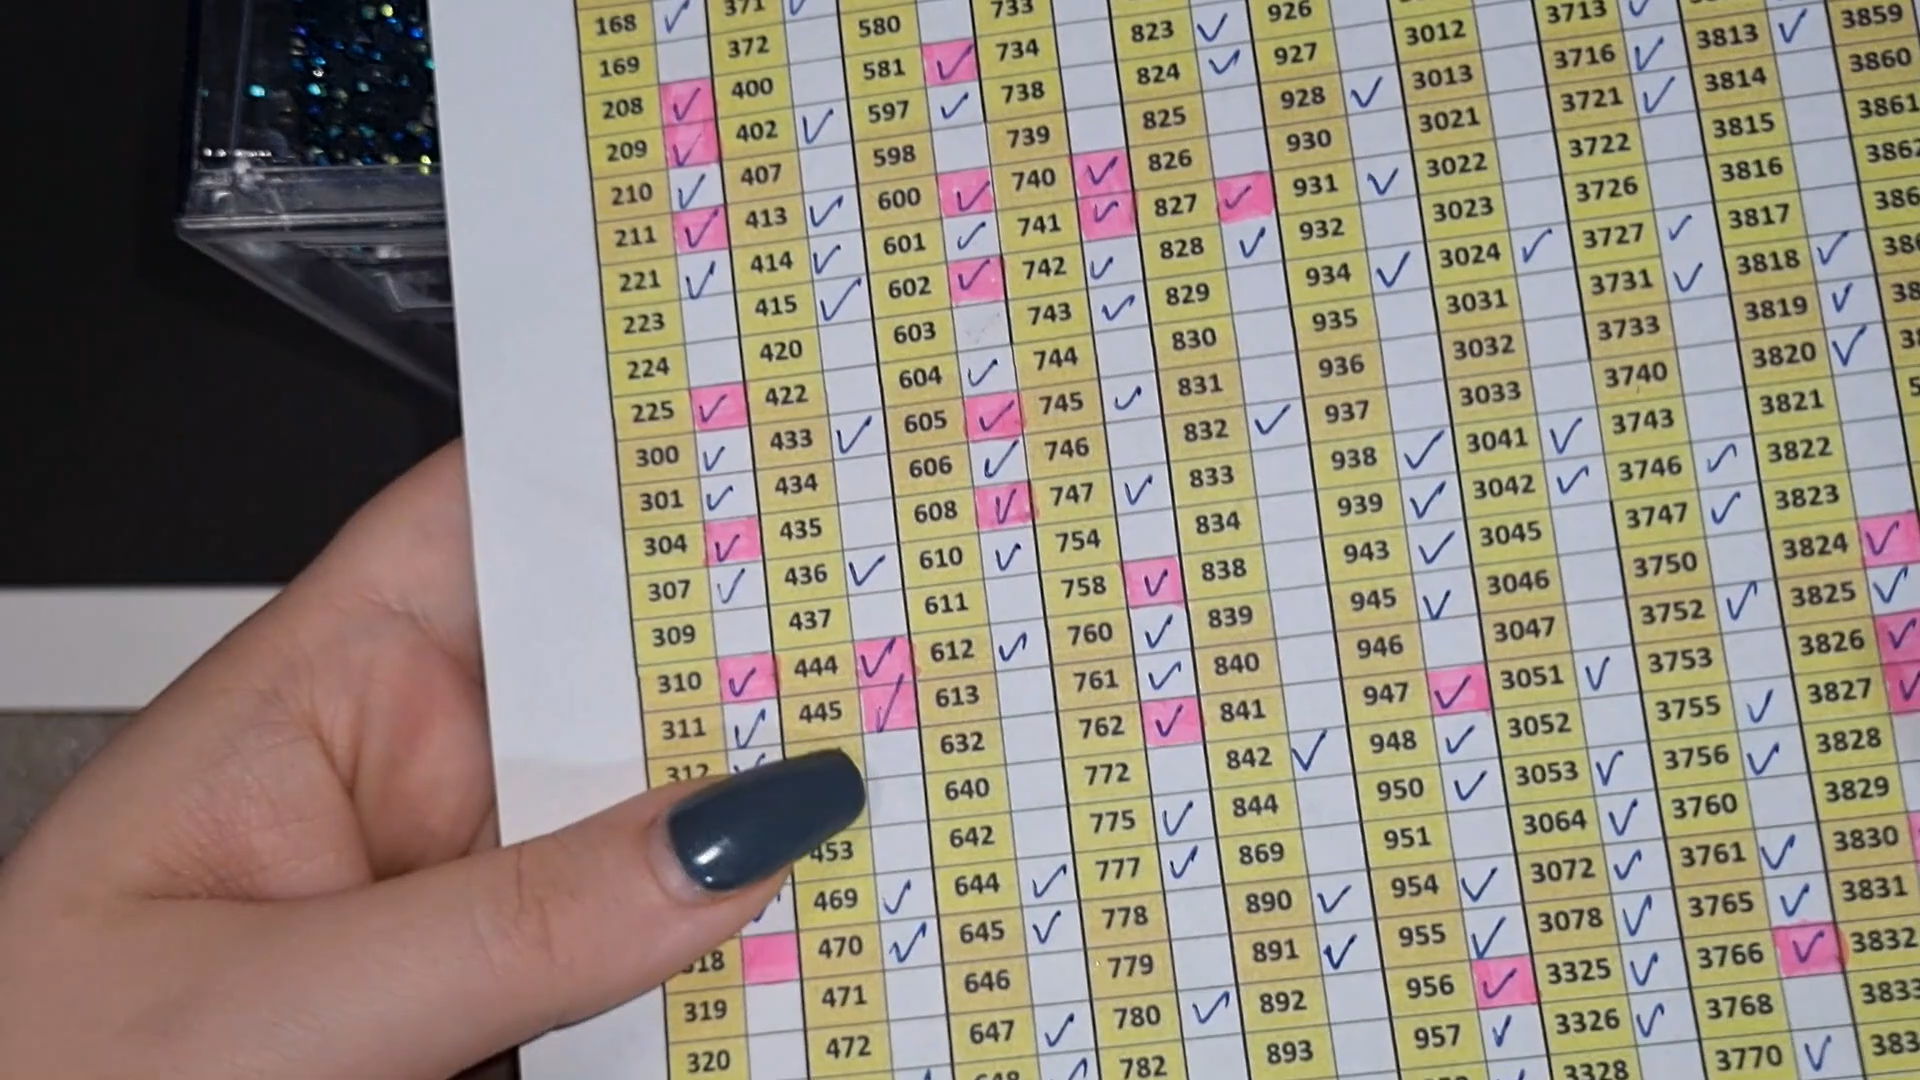 168 ✓ 371 ✓ 580 733 823 ✓ 926 3012 3713 ✓ 3813 ✓ 3859
169 372 581 ✓ 734 824 ✓ 927 3013 3716 ✓ 3814 3860
208 ✓ 400 597 ✓ 738 825 928 ✓ 3021 3721 ✓ 3815 3861
209 ✓ 402 ✓ 598 739 826 930 3022 3722 3816
210 ✓ 407 600 ✓ 740 ✓ 827 ✓ 931 ✓ 3023 3726 3817
211 ✓ 413 ✓ 601 ✓ 741 ✓ 828 ✓ 932 3024 ✓ 3727 ✓ 3818 ✓
221 ✓ 414 ✓ 602 ✓ 742 ✓ 829 934 ✓ 3031 3731 ✓ 3819 ✓
223 415 ✓ 603 743 ✓ 830 935 3032 3733 3820 ✓
224 420 604 ✓ 744 831 936 3033 3740 3821
225 ✓ 422 605 ✓ 745 ✓ 832 ✓ 937 3041 ✓ 3743 3822
300 ✓ 433 ✓ 606 ✓ 746 833 938 ✓ 3042 ✓ 3746 ✓ 3823
301 ✓ 434 608 ✓ 747 ✓ 834 939 ✓ 3045 3747 ✓ 3824 ✓
304 ✓ 435 610 ✓ 754 838 943 ✓ 3046 3750 3825 ✓
307 ✓ 436 ✓ 611 758 ✓ 839 945 ✓ 3047 3752 ✓ 3826 ✓
309 437 612 ✓ 760 ✓ 840 946 3051 ✓ 3753 3827 ✓
310 ✓ 444 ✓ 613 761 ✓ 841 947 ✓ 3052 3755 ✓ 3828
311 ✓ 445 ✓ 632 762 ✓ 842 ✓ 948 ✓ 3053 ✓ 3756 ✓ 3829
312 ✓ 640 772 844 950 ✓ 3064 ✓ 3760 3830
453 642 775 ✓ 869 951 3072 ✓ 3761 ✓ 3831
469 ✓ 644 ✓ 777 ✓ 890 ✓ 954 ✓ 3078 ✓ 3765 ✓ 3832
470 ✓ 645 ✓ 778 891 ✓ 955 ✓ 3325 ✓ 3766 ✓ 3833
319 471 646 779 892 956 ✓ 3326 ✓ 3768
320 472 647 ✓ 780 ✓ 893 957 ✓ 3328 3770 ✓
648 ✓ 782